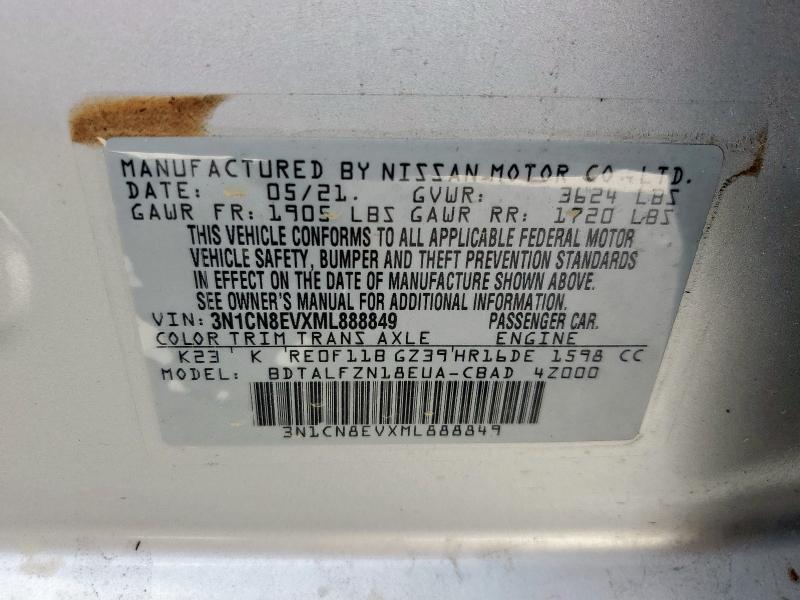 MANUFACTURED BY NISSAN MOTOR CO., LTD.
DATE: 05/21. GVWR: 3624 LBS
GAWR FR: 1905 LBS GAWR RR: 1720 LBS
THIS VEHICLE CONFORMS TO ALL APPLICABLE FEDERAL MOTOR
VEHICLE SAFETY, BUMPER AND THEFT PREVENTION STANDARDS
IN EFFECT ON THE DATE OF MANUFACTURE SHOWN ABOVE.
SEE OWNER'S MANUAL FOR ADDITIONAL INFORMATION.
VIN: 3N1CN8EVXML888849 PASSENGER CAR.
COLOR TRIM TRANS AXLE ENGINE
K23 K RE0F11B GZ39 HR16DE 1598 CC
MODEL: BDTALFZN18EUA-CBAD 4Z000
3N1CN8EVXML888849